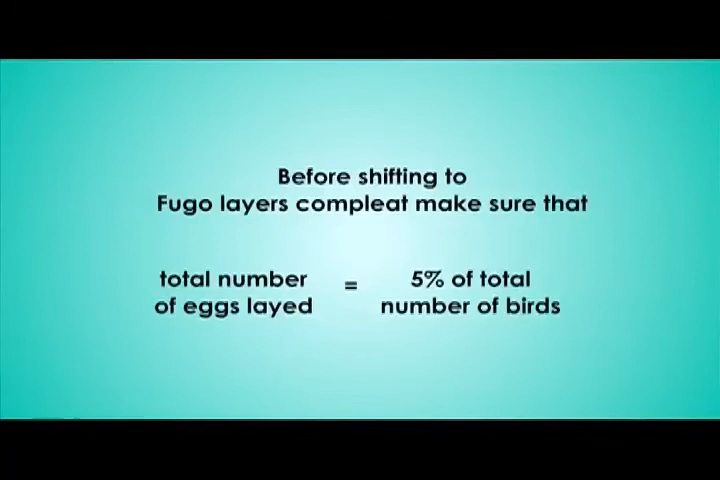 Before shifting to
Fugo layers compleat make sure that
total number
of eggs layed
=
5% of total
number of birds